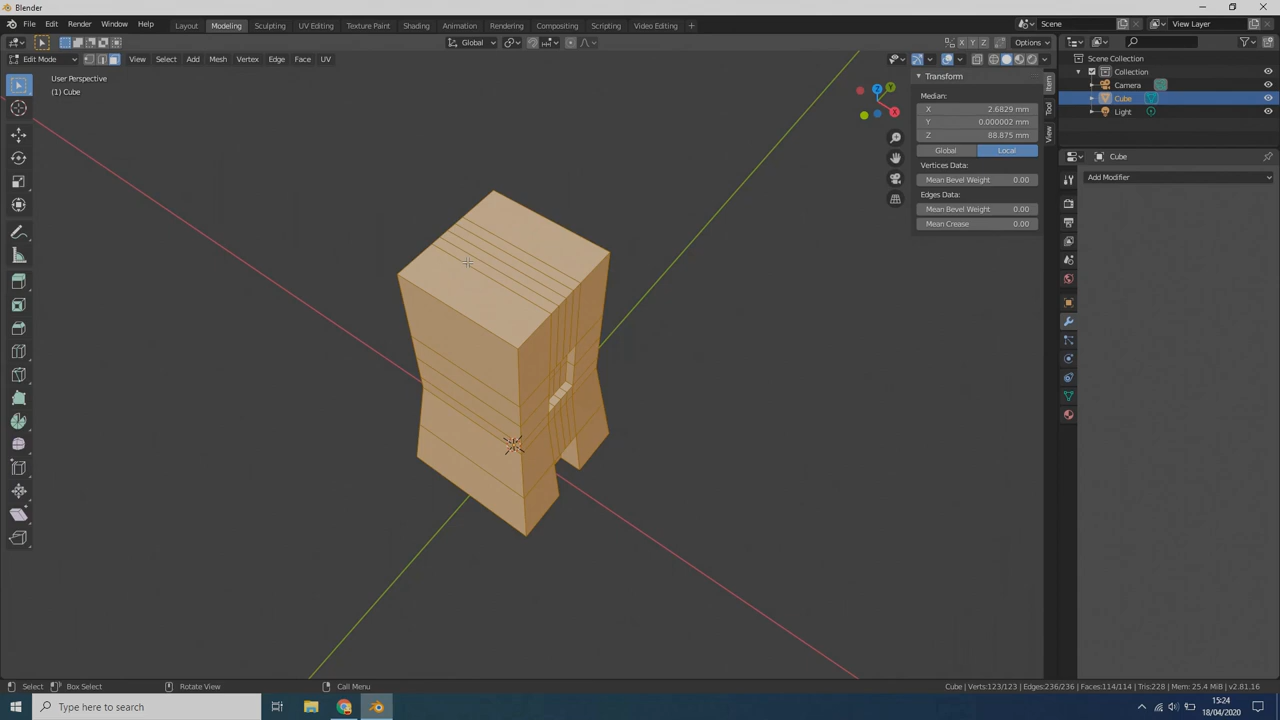 Blender
File Edit Render Window Help Layout Modeling Sculpting UV Editing Texture Paint Shading Animation Rendering Compositing Scripting Video Editing + Scene View Layer
Global X Y Z Options
Edit Mode View Select Add Mesh Vertex Edge Face UV
User Perspective
(1) Cube
Scene Collection
Collection
Camera
Cube
Light
Cube
Add Modifier
Transform
Median:
X 2.6829 mm
Y 0.000002 mm
Z 88.875 mm
Global Local
Vertices Data:
Mean Bevel Weight 0.00
Edges Data:
Mean Bevel Weight 0.00
Mean Crease 0.00
Item
Tool
View
Z
Y
X
Select Box Select Rotate View Call Menu Cube | Verts:123/123 | Edges:236/236 | Faces:114/114 | Tris:228 | Mem: 25.4 MiB | v2.81.16
Type here to search
15:24
18/04/2020